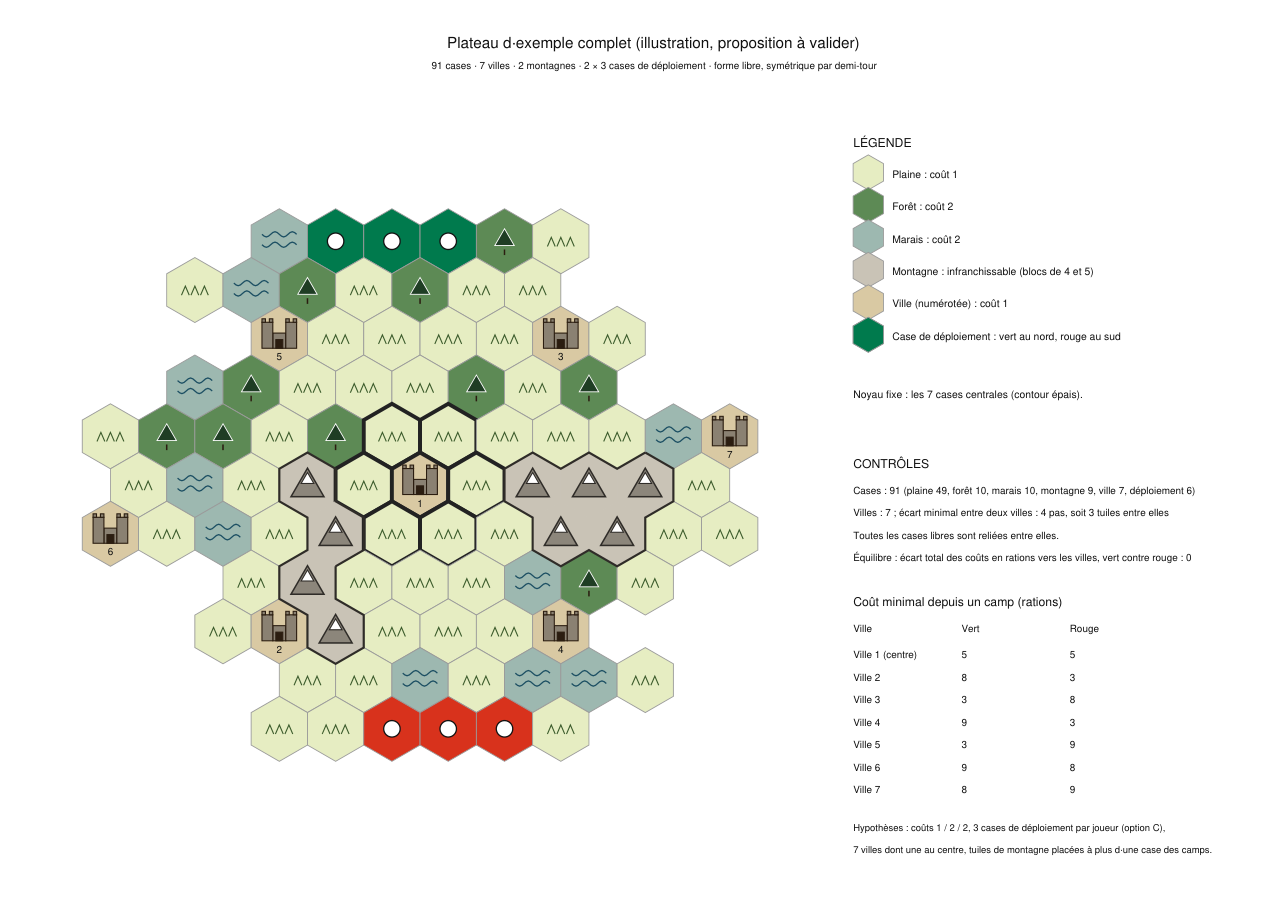 Plateau d·exemple complet (illustration, proposition à valider)
91 cases · 7 villes · 2 montagnes · 2 × 3 cases de déploiement · forme libre, symétrique par demi-tour
LÉGENDE
Plaine : coût 1
Forêt : coût 2
Marais : coût 2
Montagne : infranchissable (blocs de 4 et 5)
Ville (numérotée) : coût 1
Case de déploiement : vert au nord, rouge au sud
Noyau fixe : les 7 cases centrales (contour épais).
5
3
7
1
6
2
4
CONTRÔLES
Cases : 91 (plaine 49, forêt 10, marais 10, montagne 9, ville 7, déploiement 6)
Villes : 7 ; écart minimal entre deux villes : 4 pas, soit 3 tuiles entre elles
Toutes les cases libres sont reliées entre elles.
Équilibre : écart total des coûts en rations vers les villes, vert contre rouge : 0
Coût minimal depuis un camp (rations)
Ville Vert Rouge
Ville 1 (centre) 5 5
Ville 2 8 3
Ville 3 3 8
Ville 4 9 3
Ville 5 3 9
Ville 6 9 8
Ville 7 8 9
Hypothèses : coûts 1 / 2 / 2, 3 cases de déploiement par joueur (option C),
7 villes dont une au centre, tuiles de montagne placées à plus d·une case des camps.